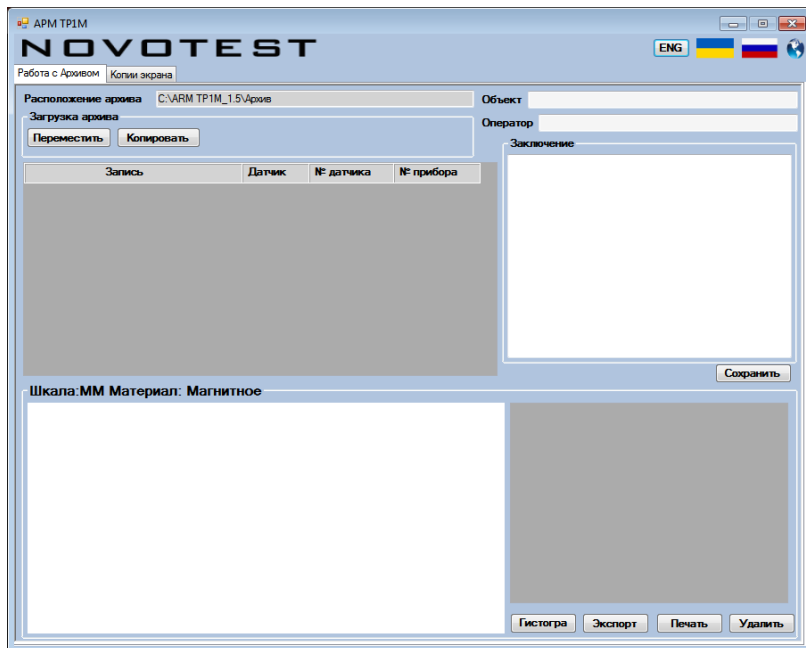 АРМ ТР1М
NOVOTEST
ENG
Работа с Архивом Копии экрана
Расположение архива C:\ARM TP1M_1.5\Архив
Объект
Загрузка архива
Оператор
Переместить Копировать
Заключение
Запись Датчик № датчика № прибора
Сохранить
Шкала:ММ Материал: Магнитное
Гистогра Экспорт Печать Удалить